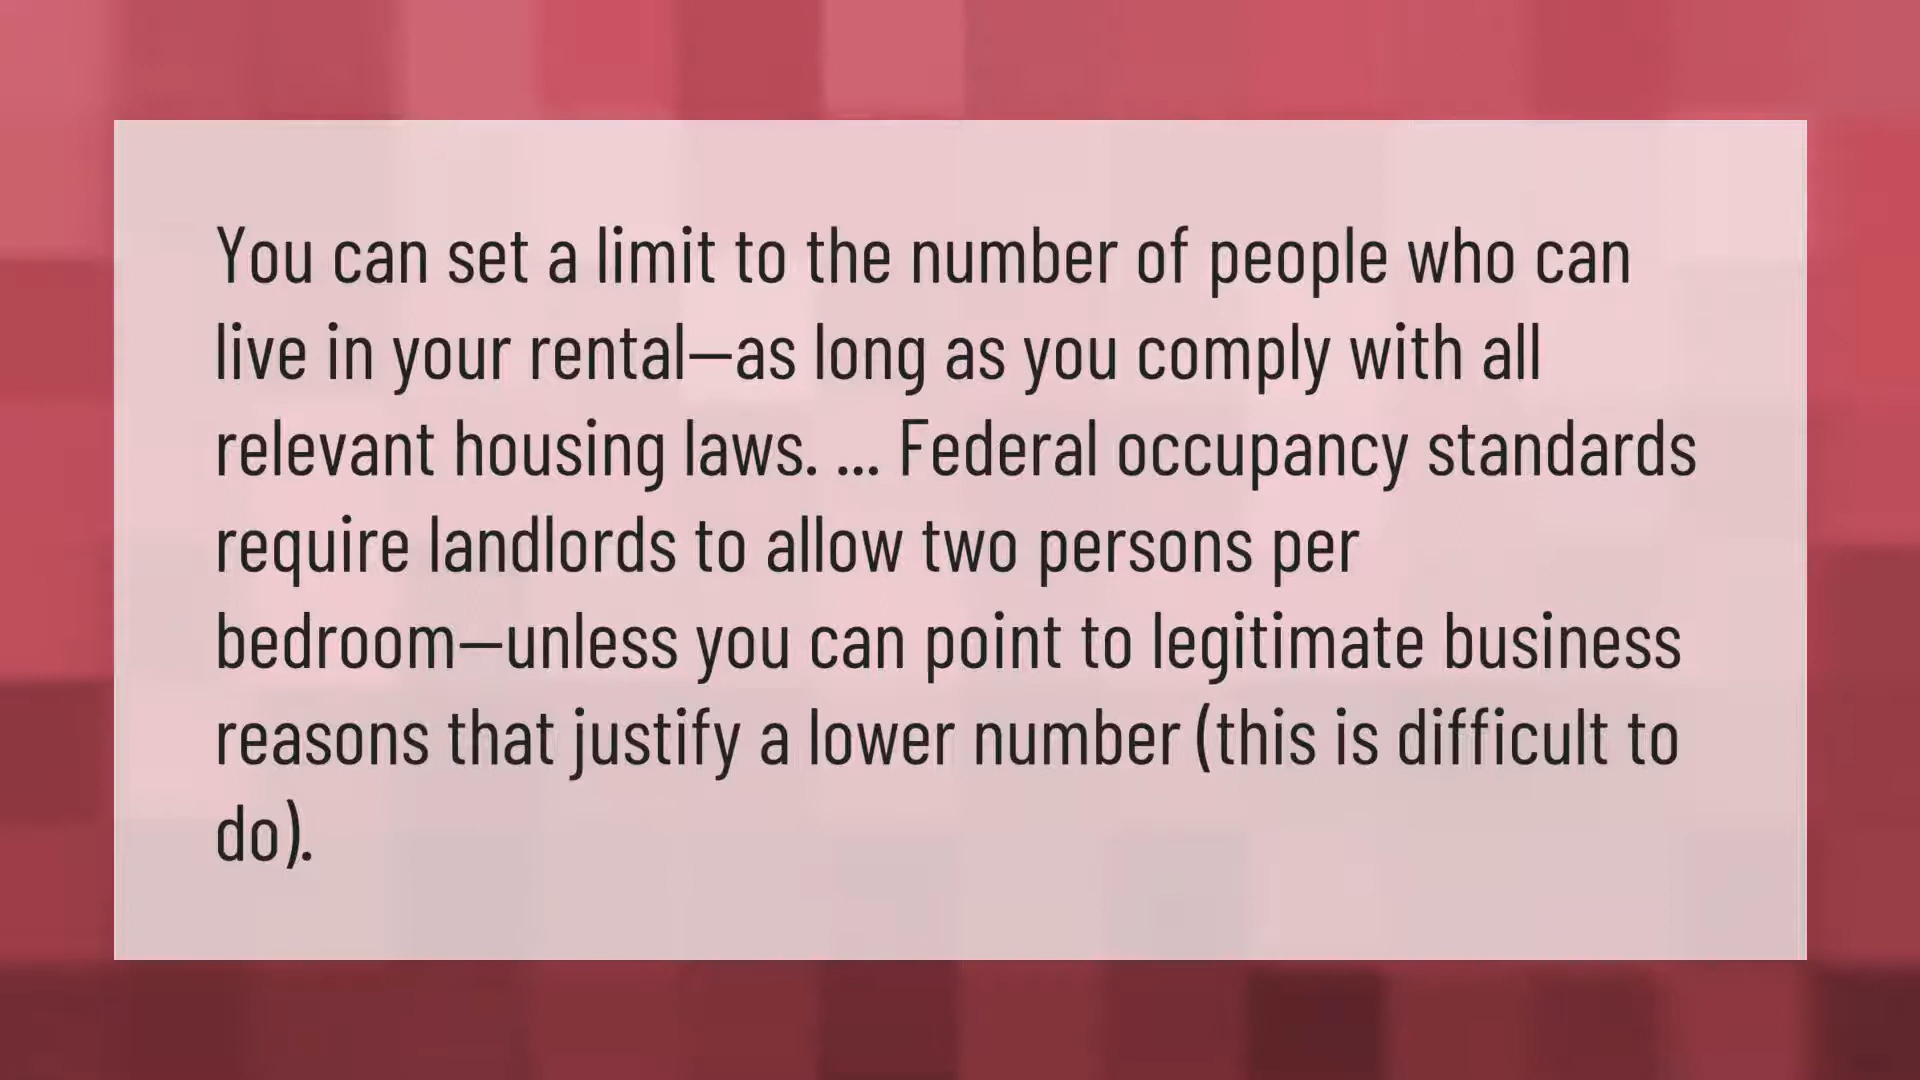 You can set a limit to the number of people who can
live in your rental—as long as you comply with all
relevant housing laws. ... Federal occupancy standards
require landlords to allow two persons per
bedroom—unless you can point to legitimate business
reasons that justify a lower number (this is difficult to
do).